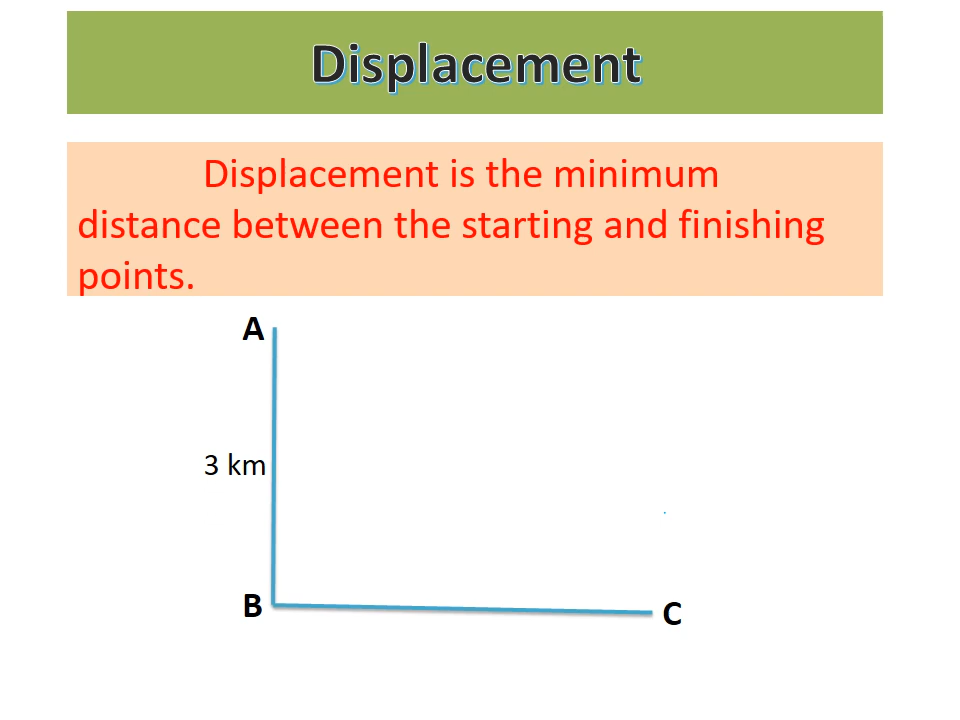 Displacement
Displacement is the minimum
distance between the starting and finishing
points.
A
3 km
B
C